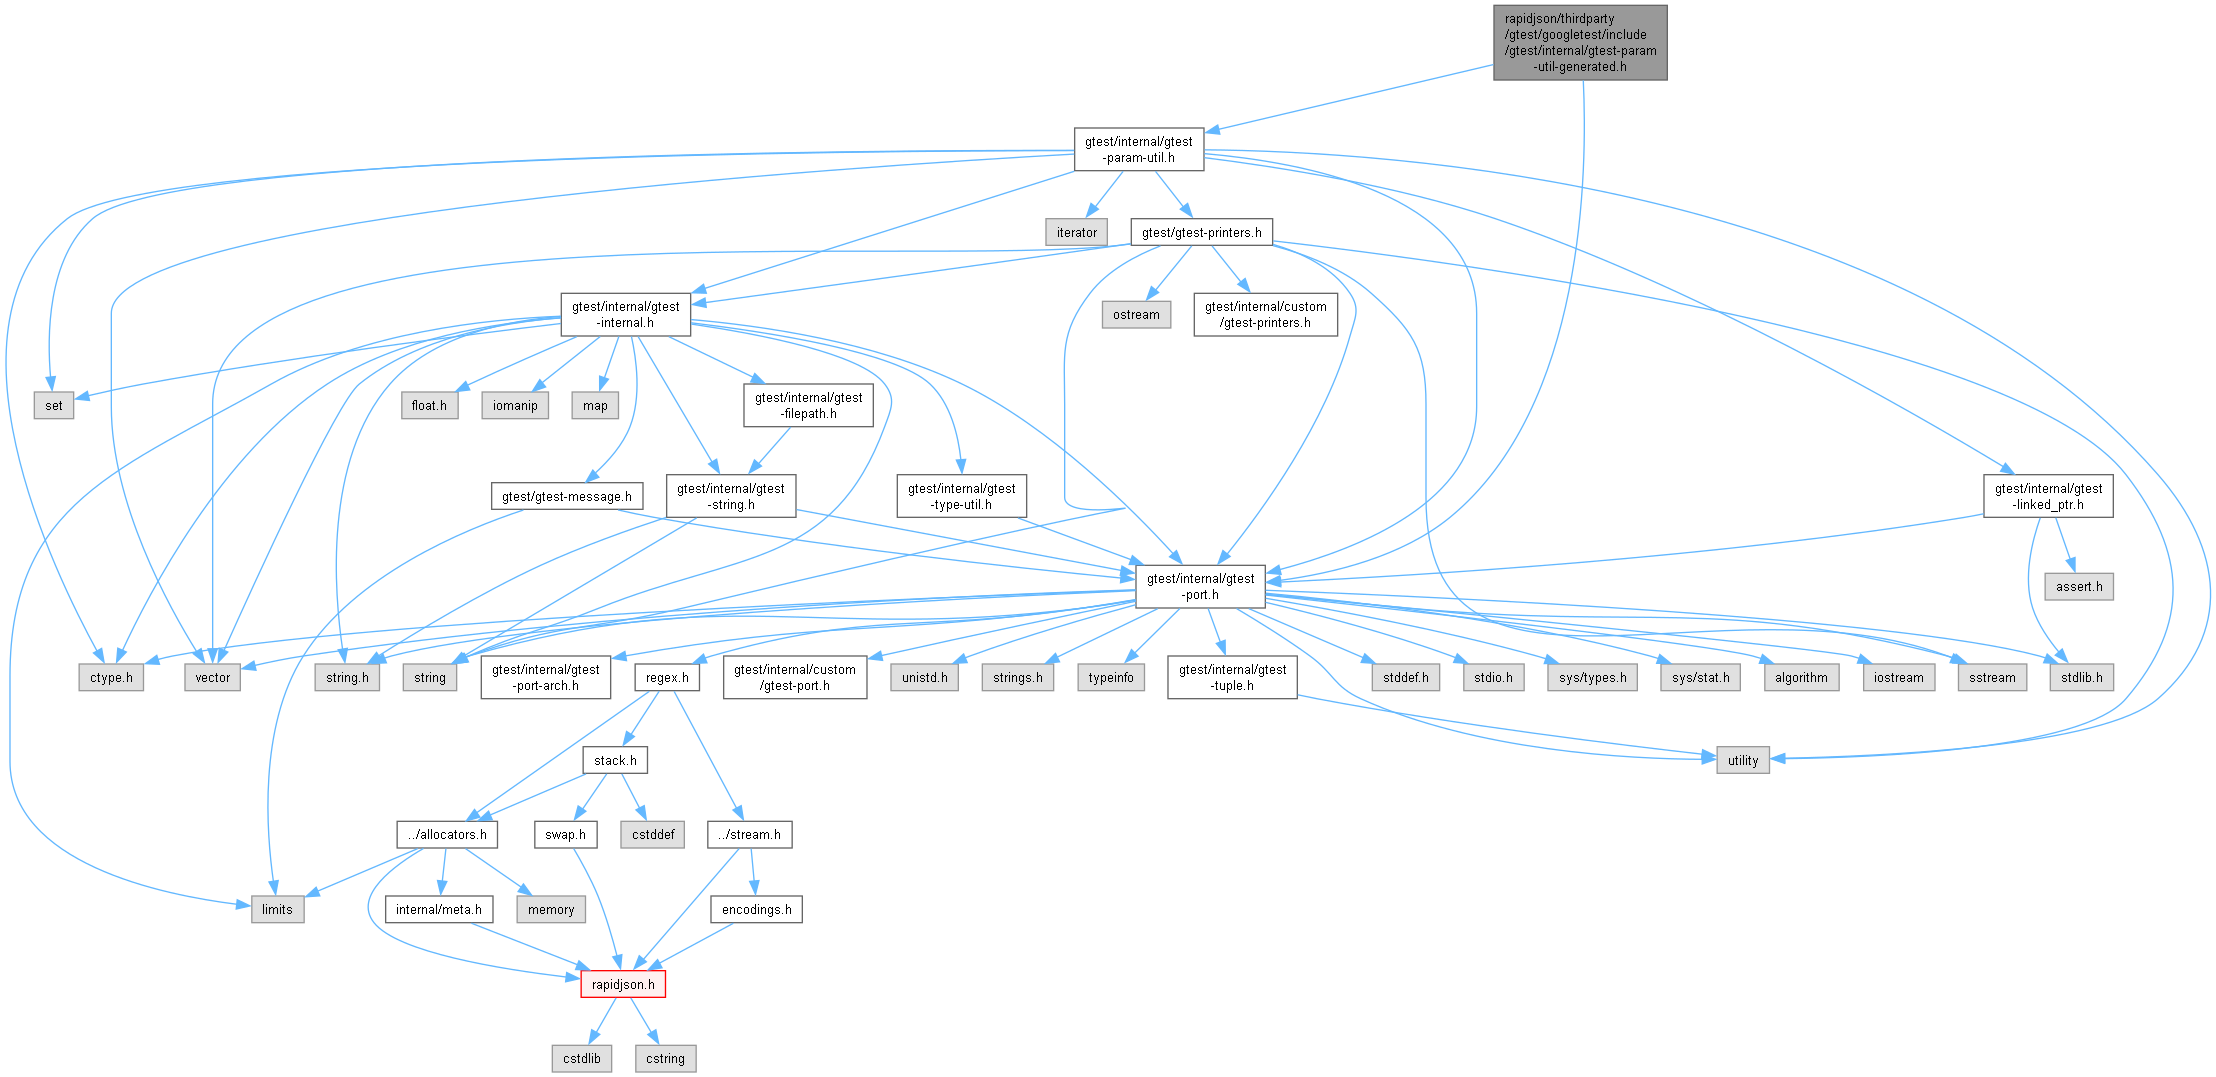 rapidjson/thirdparty
/gtest/googletest/include
/gtest/internal/gtest-param
-util-generated.h
gtest/internal/gtest
-param-util.h
iterator
gtest/gtest-printers.h
gtest/internal/gtest
-internal.h
ostream
gtest/internal/custom
/gtest-printers.h
set
float.h
iomanip
map
gtest/internal/gtest
-filepath.h
gtest/gtest-message.h
gtest/internal/gtest
-string.h
gtest/internal/gtest
-type-util.h
gtest/internal/gtest
-linked_ptr.h
gtest/internal/gtest
-port.h
assert.h
ctype.h
vector
string.h
string
gtest/internal/gtest
-port-arch.h
regex.h
gtest/internal/custom
/gtest-port.h
unistd.h
strings.h
typeinfo
gtest/internal/gtest
-tuple.h
stddef.h
stdio.h
sys/types.h
sys/stat.h
algorithm
iostream
sstream
stdlib.h
stack.h
utility
../allocators.h
swap.h
cstddef
../stream.h
limits
internal/meta.h
memory
encodings.h
rapidjson.h
cstdlib
cstring